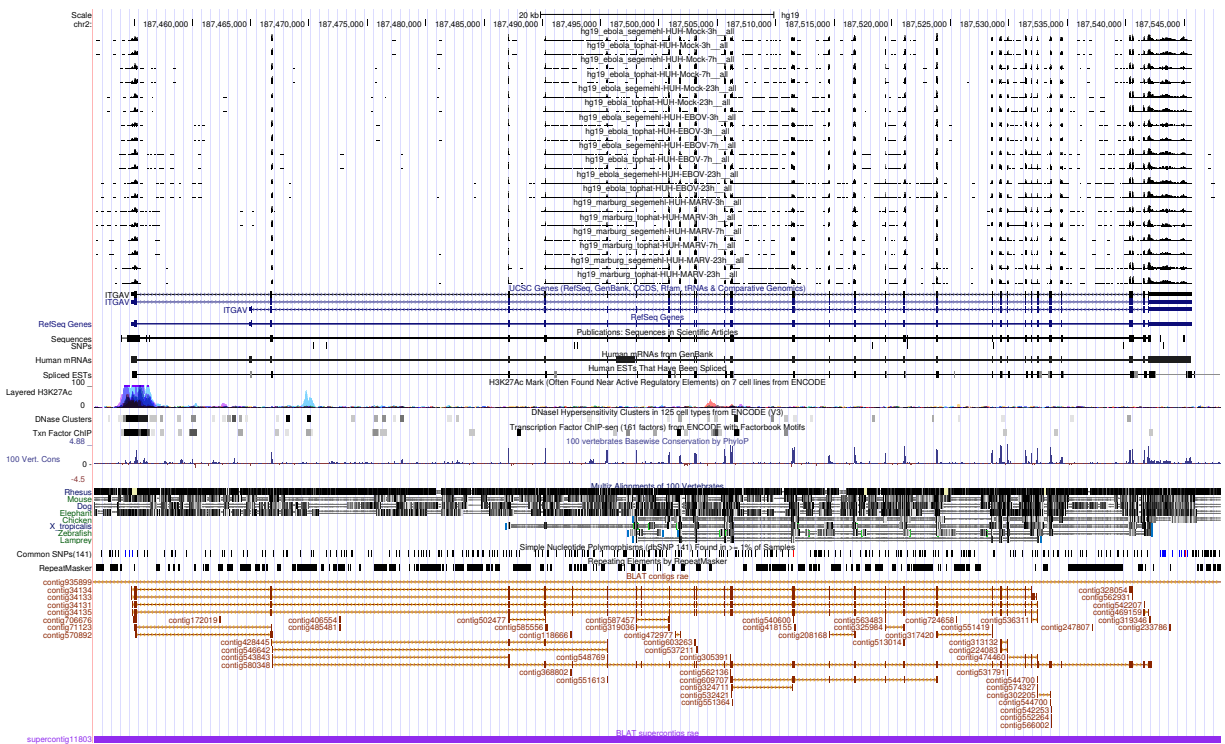 Scale 20 kb hg19
chr2: 187,460,000 187,465,000 187,470,000 187,475,000 187,480,000 187,485,000 187,490,000 187,495,000 187,500,000 187,505,000 187,510,000 187,515,000 187,520,000 187,525,000 187,530,000 187,535,000 187,540,000 187,545,000
hg19_ebola_segemehl-HUH-Mock-3h__all
hg19_ebola_tophat-HUH-Mock-3h__all
hg19_ebola_segemehl-HUH-Mock-7h__all
hg19_ebola_tophat-HUH-Mock-7h__all
hg19_ebola_segemehl-HUH-Mock-23h__all
hg19_ebola_tophat-HUH-Mock-23h__all
hg19_ebola_segemehl-HUH-EBOV-3h__all
hg19_ebola_tophat-HUH-EBOV-3h__all
hg19_ebola_segemehl-HUH-EBOV-7h__all
hg19_ebola_tophat-HUH-EBOV-7h__all
hg19_ebola_segemehl-HUH-EBOV-23h__all
hg19_ebola_tophat-HUH-EBOV-23h__all
hg19_marburg_segemehl-HUH-MARV-3h__all
hg19_marburg_tophat-HUH-MARV-3h__all
hg19_marburg_segemehl-HUH-MARV-7h__all
hg19_marburg_tophat-HUH-MARV-7h__all
hg19_marburg_segemehl-HUH-MARV-23h__all
hg19_marburg_tophat-HUH-MARV-23h__all
UCSC Genes (RefSeq, GenBank, CCDS, Rfam, tRNAs & Comparative Genomics)
ITGAV
ITGAV
ITGAV
RefSeq Genes
RefSeq Genes
Publications: Sequences in Scientific Articles
Sequences
SNPs
Human mRNAs from GenBank
Human mRNAs
Human ESTs That Have Been Spliced
Spliced ESTs
H3K27Ac Mark (Often Found Near Active Regulatory Elements) on 7 cell lines from ENCODE
100
Layered H3K27Ac
0
DNaseI Hypersensitivity Clusters in 125 cell types from ENCODE (V3)
DNase Clusters
Transcription Factor ChIP-seq (161 factors) from ENCODE with Factorbook Motifs
Txn Factor ChIP
100 vertebrates Basewise Conservation by PhyloP
4.88
100 Vert. Cons
0
-4.5
Multiz Alignments of 100 Vertebrates
Rhesus
Mouse
Dog
Elephant
Chicken
X_tropicalis
Zebrafish
Lamprey
Simple Nucleotide Polymorphisms (dbSNP 141) Found in >= 1% of Samples
Common SNPs(141)
Repeating Elements by RepeatMasker
RepeatMasker
BLAT contigs rae
contig935899
contig34134 contig328054
contig34133 contig562931
contig34131 contig542207
contig34135 contig469159
contig706676 contig172019 contig406554 contig502477 contig587457 contig540600 contig563483 contig724658 contig536311 contig319346
contig71123 contig485481 contig585556 contig319036 contig418155 contig325984 contig551419 contig247807 contig233786
contig570892 contig118666 contig472977 contig208168 contig317420
contig428445 contig603263 contig513014 contig313132
contig546642 contig537211 contig224083
contig543843 contig548769 contig305391 contig474460
contig580348
contig368802 contig562136 contig531791
contig551613 contig609707 contig544700
contig324711 contig574327
contig532421 contig302205
contig551364 contig544700
contig542253
contig552264
contig566002
BLAT supercontigs rae
supercontig11803